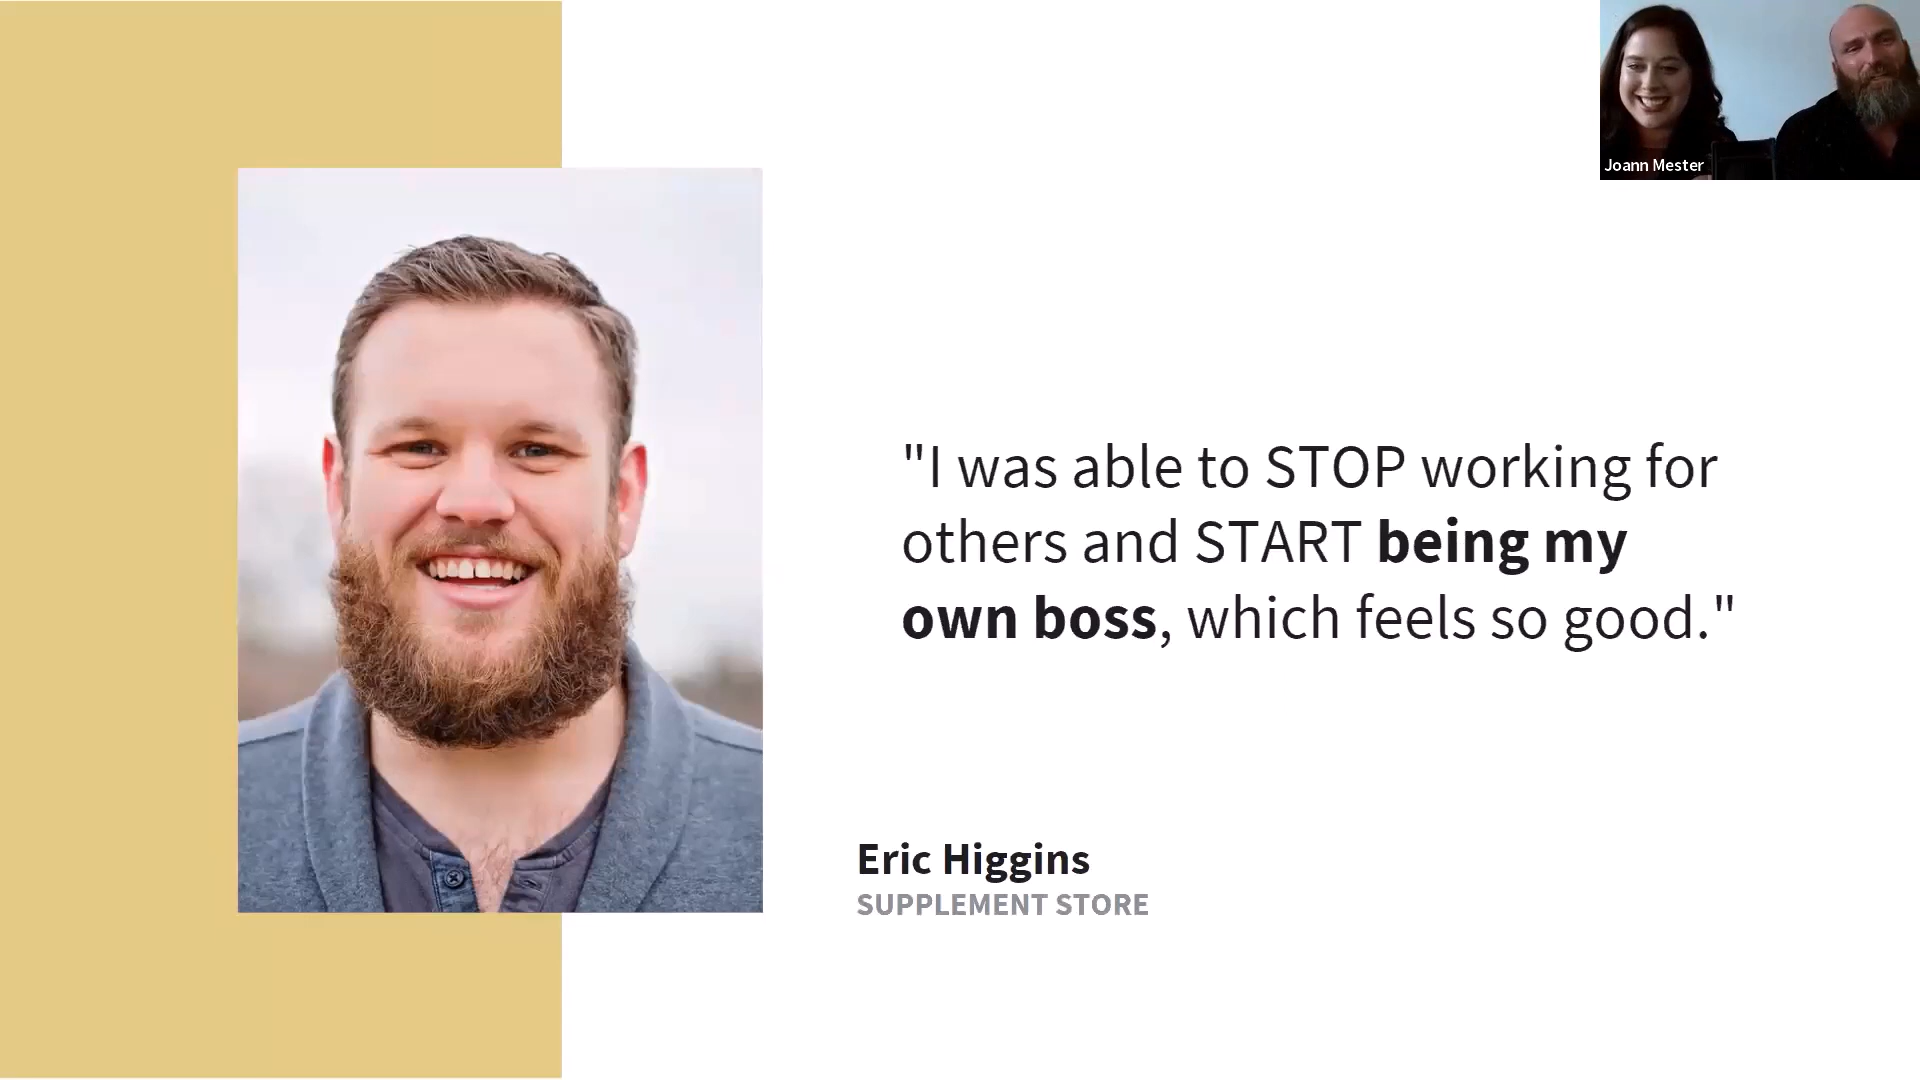 Joann Mester
"I was able to STOP working for
others and START being my
own boss, which feels so good."
Eric Higgins
SUPPLEMENT STORE